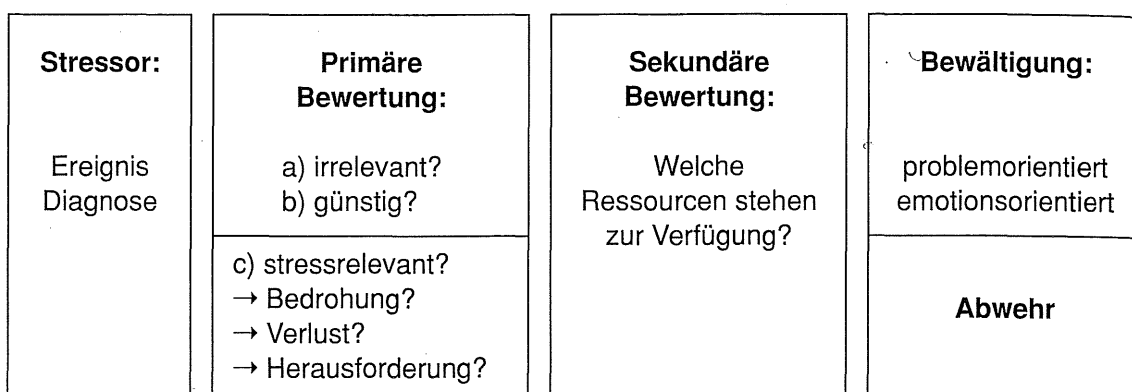 Stressor:
Ereignis
Diagnose
Primäre
Bewertung:
a) irrelevant?
b) günstig?
c) stressrelevant?
→ Bedrohung?
→ Verlust?
→ Herausforderung?
Sekundäre
Bewertung:
Welche
Ressourcen stehen
zur Verfügung?
Bewältigung:
problemorientiert
emotionsorientiert
Abwehr